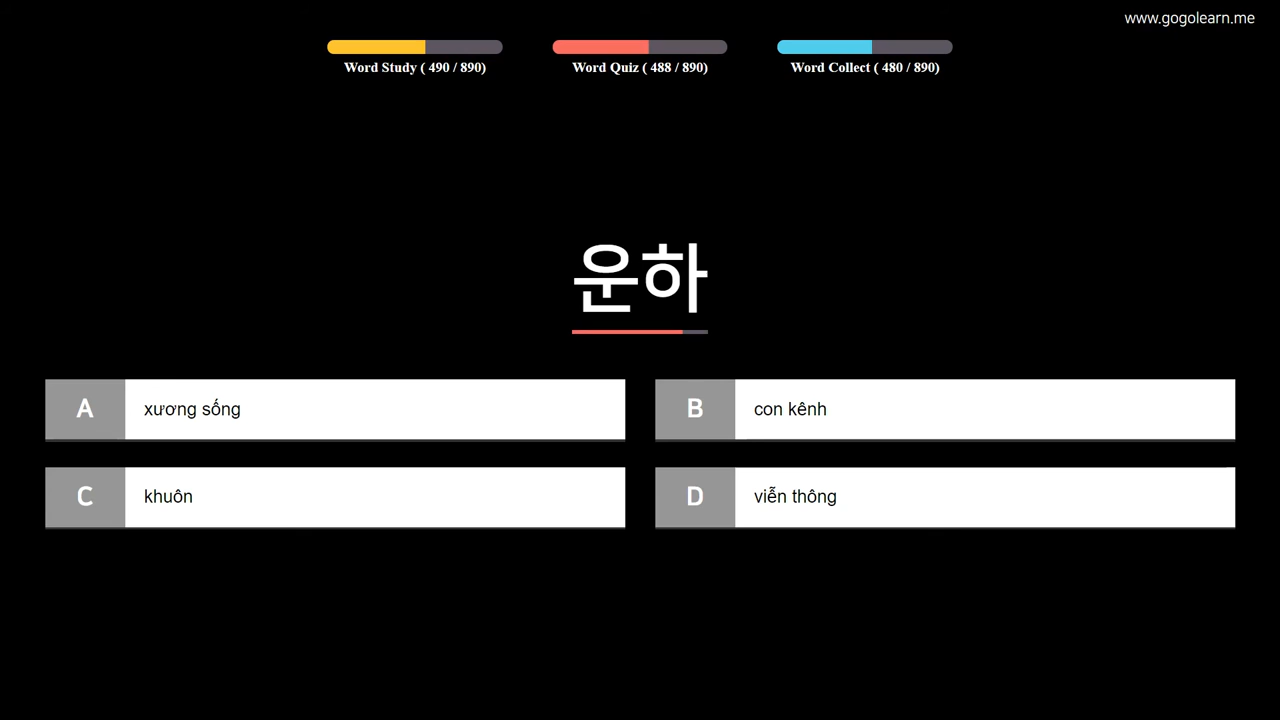 www.gogolearn.me
Word Study ( 490 / 890)
Word Quiz ( 488 / 890)
Word Collect ( 480 / 890)
운하
A xương sống
B con kênh
C khuôn
D viễn thông